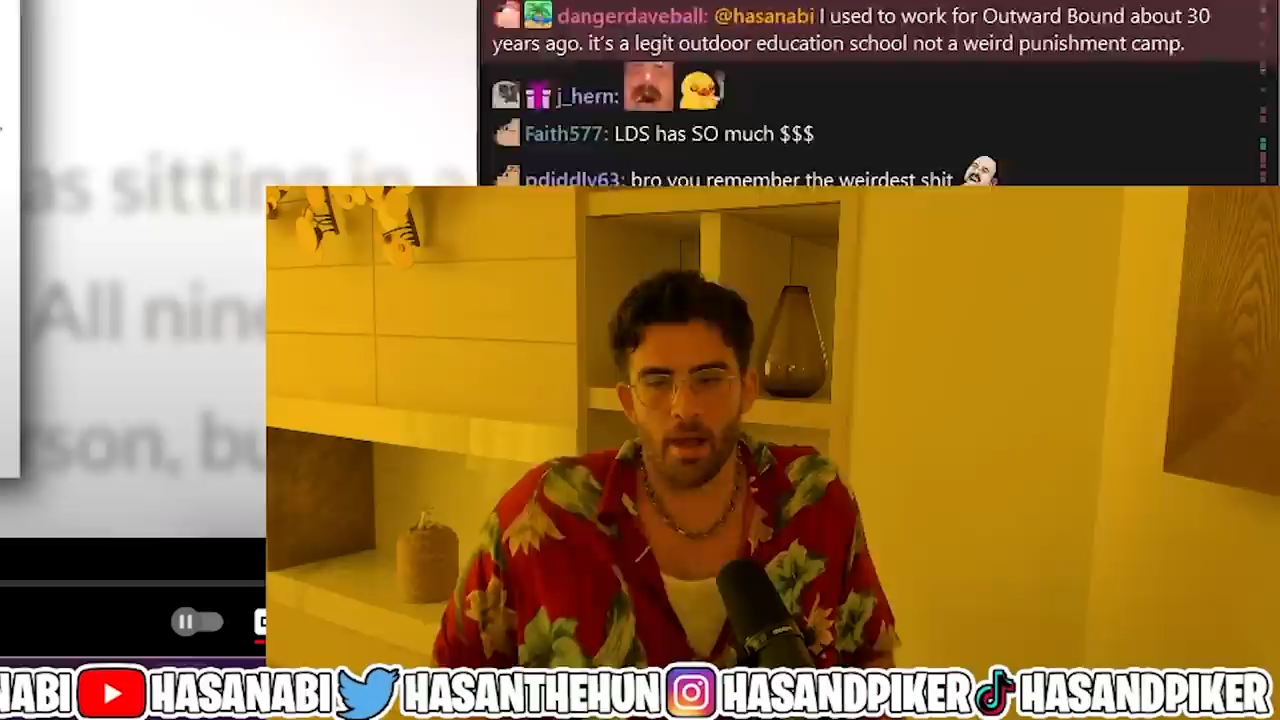 dangerdaveball: @hasanabi I used to work for Outward Bound about 30
years ago. it's a legit outdoor education school not a weird punishment camp.
j_hern:
Faith577: LDS has SO much $$$
pdiddly63: bro you remember the weirdest shit
as sitting in a
All nine
son, bu
NABI HASANABI HASANTHEHUN HASANDPIKER HASANDPIKER